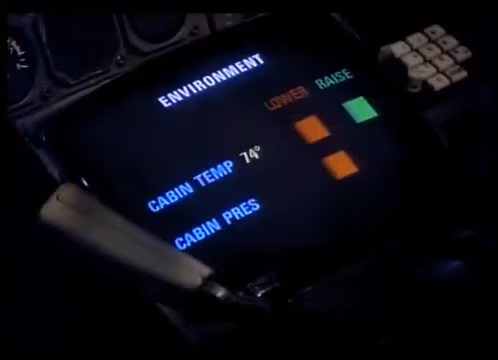 ENVIRONMENT
LOWER RAISE
CABIN TEMP 74°
CABIN PRES